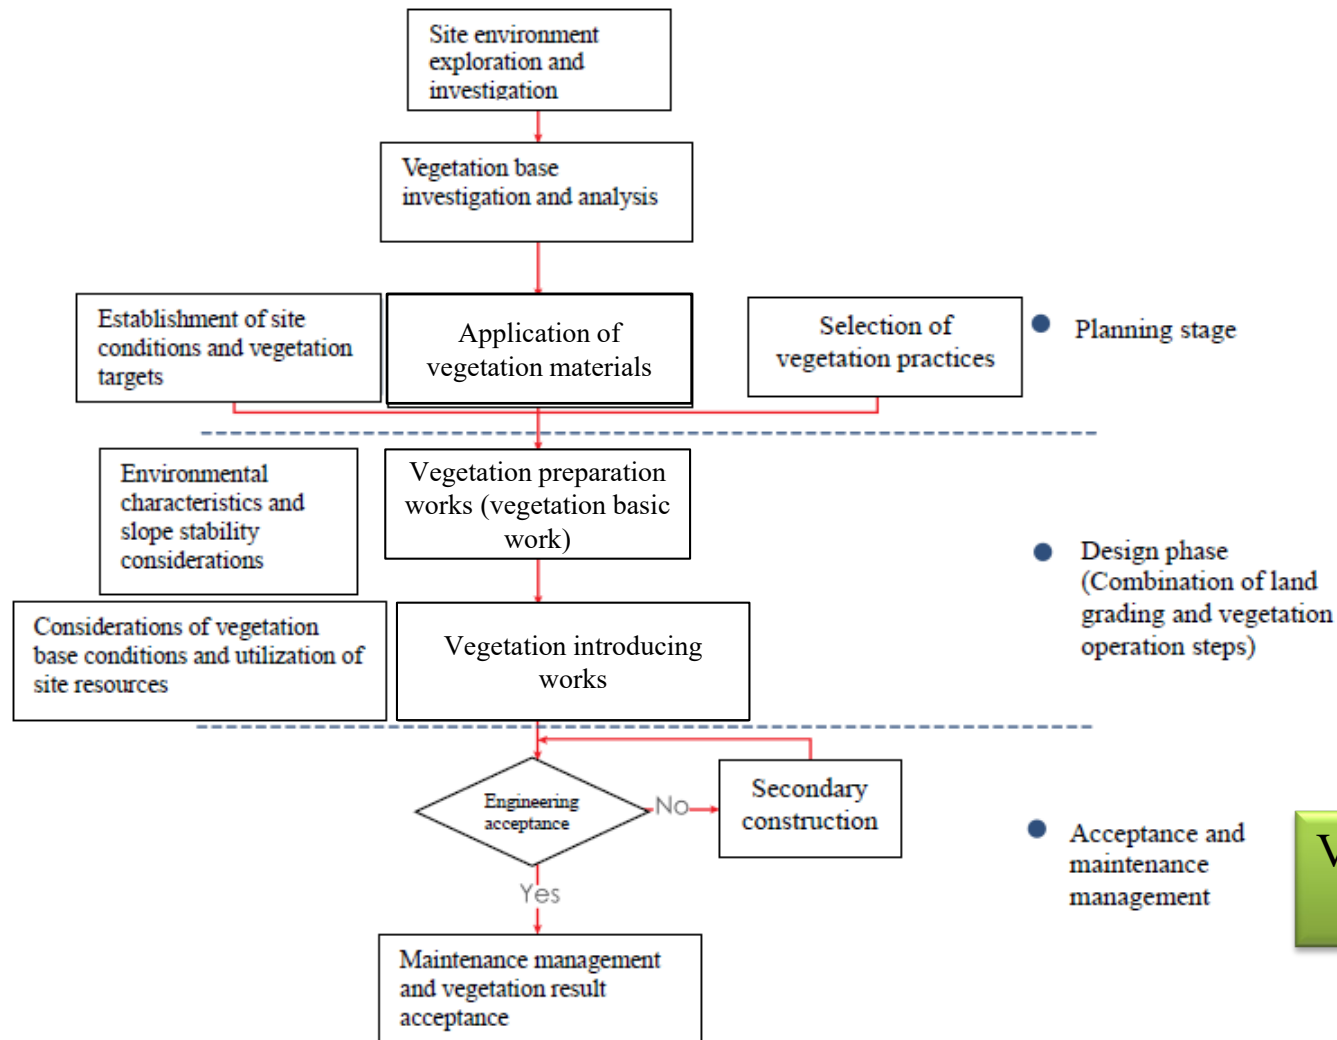 Site environment
exploration and
investigation
Vegetation base
investigation and analysis
Establishment of site
conditions and vegetation
targets
Application of
vegetation materials
Selection of
vegetation practices
Planning stage
Environmental
characteristics and
slope stability
considerations
Vegetation preparation
works (vegetation basic
work)
Design phase
(Combination of land
grading and vegetation
operation steps)
Considerations of vegetation
base conditions and utilization of
site resources
Vegetation introducing
works
Engineering
acceptance
No
Secondary
construction
Acceptance and
maintenance
management
Yes
Maintenance management
and vegetation result
acceptance